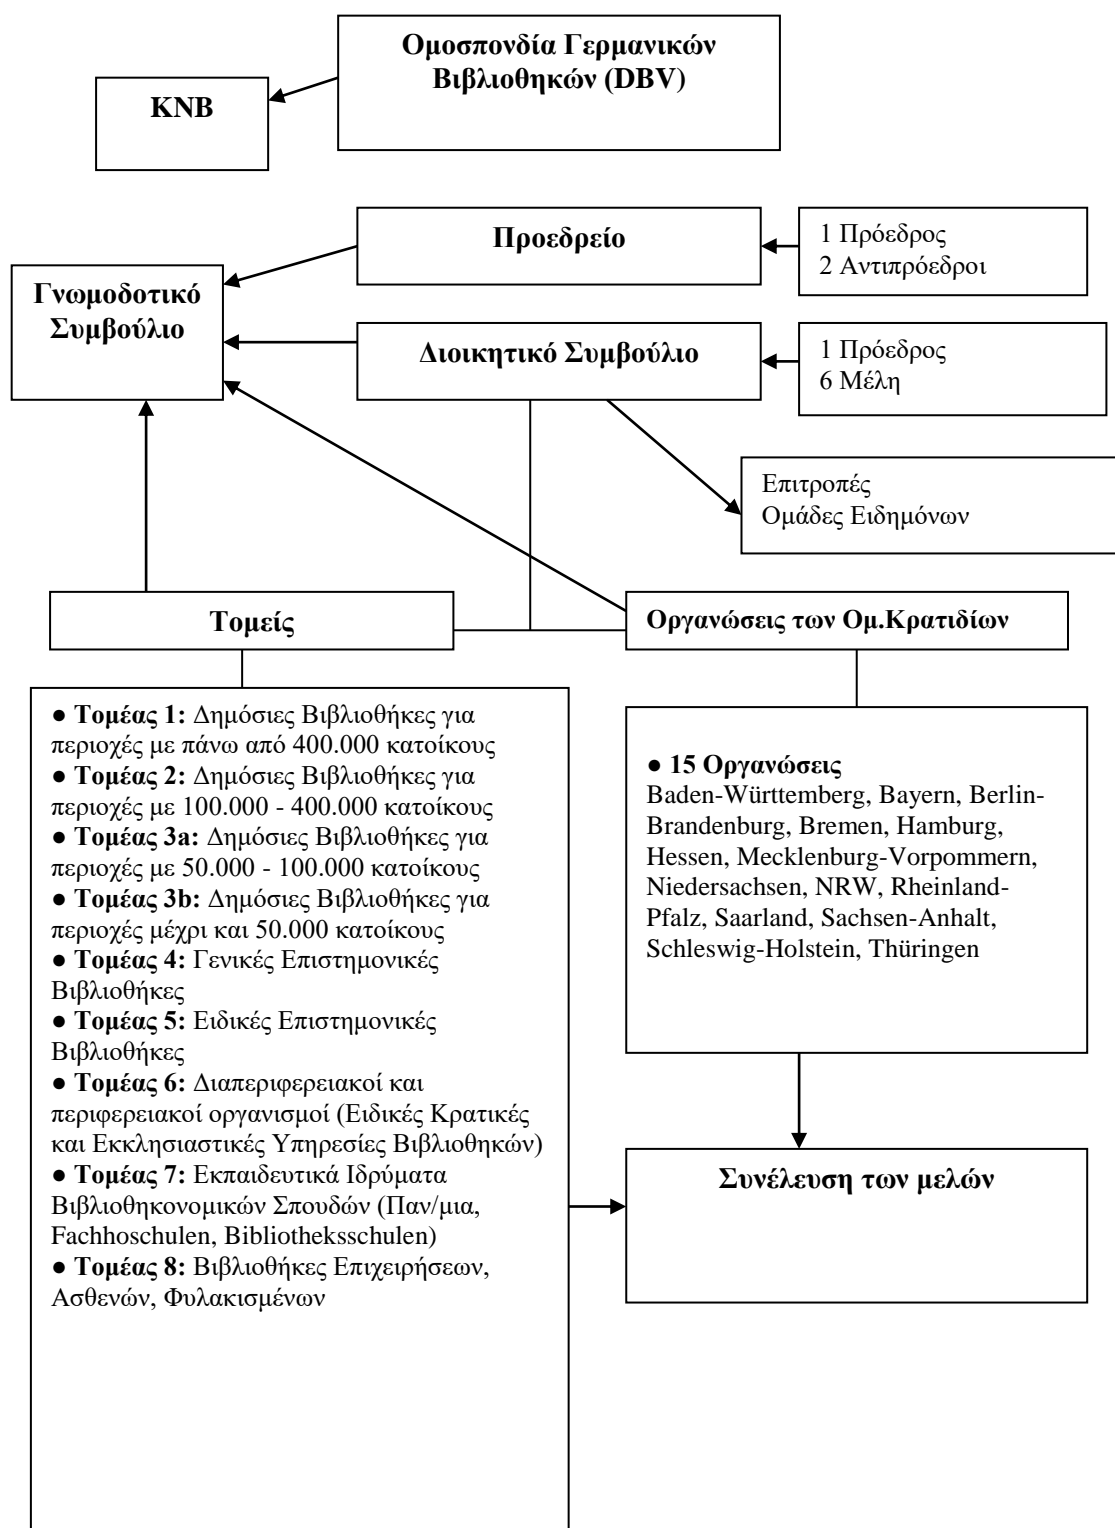 Ομοσπονδία Γερμανικών
Βιβλιοθηκών (DBV)
KNB
Προεδρείο
1 Πρόεδρος
2 Αντιπρόεδροι
Γνωμοδοτικό
Συμβούλιο
Διοικητικό Συμβούλιο
1 Πρόεδρος
6 Μέλη
Επιτροπές
Ομάδες Ειδημόνων
Τομείς
Οργανώσεις των Ομ.Κρατιδίων
● Τομέας 1: Δημόσιες Βιβλιοθήκες για
περιοχές με πάνω από 400.000 κατοίκους
● Τομέας 2: Δημόσιες Βιβλιοθήκες για
περιοχές με 100.000 - 400.000 κατοίκους
● Τομέας 3a: Δημόσιες Βιβλιοθήκες για
περιοχές με 50.000 - 100.000 κατοίκους
● Τομέας 3b: Δημόσιες Βιβλιοθήκες για
περιοχές μέχρι και 50.000 κατοίκους
● Τομέας 4: Γενικές Επιστημονικές
Βιβλιοθήκες
● Τομέας 5: Ειδικές Επιστημονικές
Βιβλιοθήκες
● Τομέας 6: Διαπεριφερειακοί και
περιφερειακοί οργανισμοί (Ειδικές Κρατικές
και Εκκλησιαστικές Υπηρεσίες Βιβλιοθηκών)
● Τομέας 7: Εκπαιδευτικά Ιδρύματα
Βιβλιοθηκονομικών Σπουδών (Παν/μια,
Fachhoschulen, Bibliotheksschulen)
● Τομέας 8: Βιβλιοθήκες Επιχειρήσεων,
Ασθενών, Φυλακισμένων
● 15 Οργανώσεις
Baden-Württemberg, Bayern, Berlin-
Brandenburg, Bremen, Hamburg,
Hessen, Mecklenburg-Vorpommern,
Niedersachsen, NRW, Rheinland-
Pfalz, Saarland, Sachsen-Anhalt,
Schleswig-Holstein, Thüringen
Συνέλευση των μελών